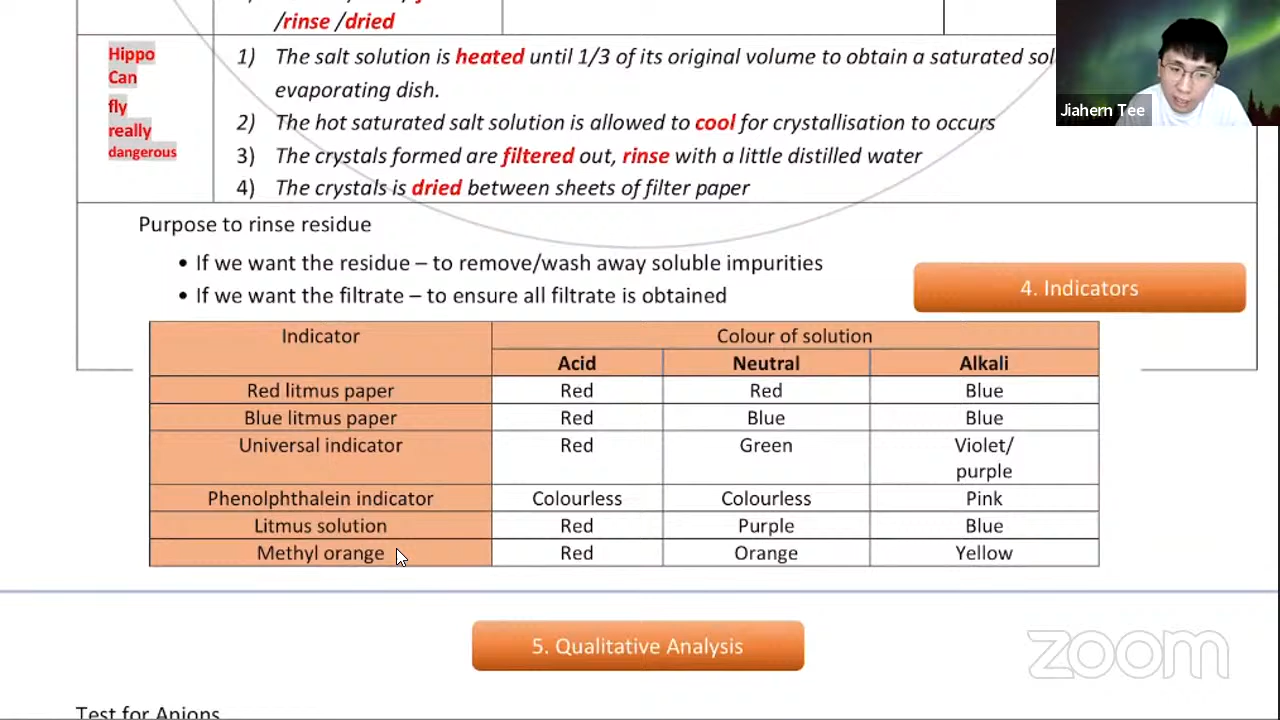 /rinse /dried
Hippo
Can
fly
really
dangerous
1) The salt solution is heated until 1/3 of its original volume to obtain a saturated
evaporating dish.
2) The hot saturated salt solution is allowed to cool for crystallisation to occurs
3) The crystals formed are filtered out, rinse with a little distilled water
4) The crystals is dried between sheets of filter paper
Jiahern Tee
Purpose to rinse residue
• If we want the residue – to remove/wash away soluble impurities
• If we want the filtrate – to ensure all filtrate is obtained
4. Indicators
Indicator Colour of solution
Acid Neutral Alkali
Red litmus paper Red Red Blue
Blue litmus paper Red Blue Blue
Universal indicator Red Green Violet/
purple
Phenolphthalein indicator Colourless Colourless Pink
Litmus solution Red Purple Blue
Methyl orange Red Orange Yellow
5. Qualitative Analysis
zoom
Test for Anions